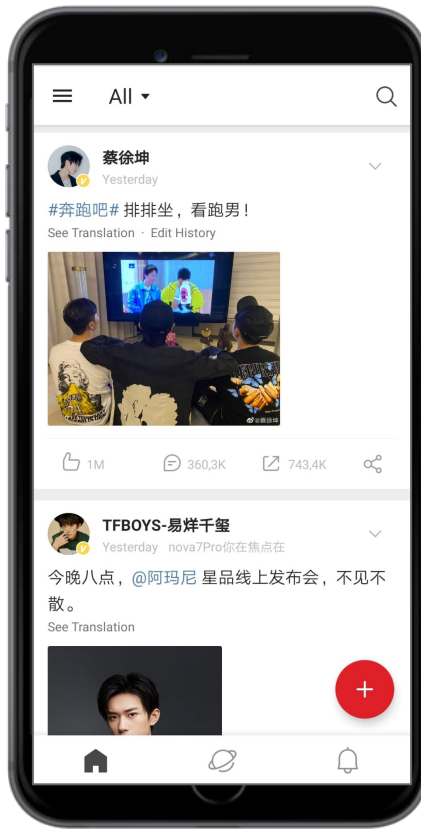 All
蔡徐坤
Yesterday
#奔跑吧# 排排坐，看跑男！
See Translation · Edit History
@蔡徐坤
1M
360,3K
743,4K
TFBOYS-易烊千玺
Yesterday nova7Pro你在焦点在
今晚八点，@阿玛尼 星品线上发布会，不见不
散。
See Translation